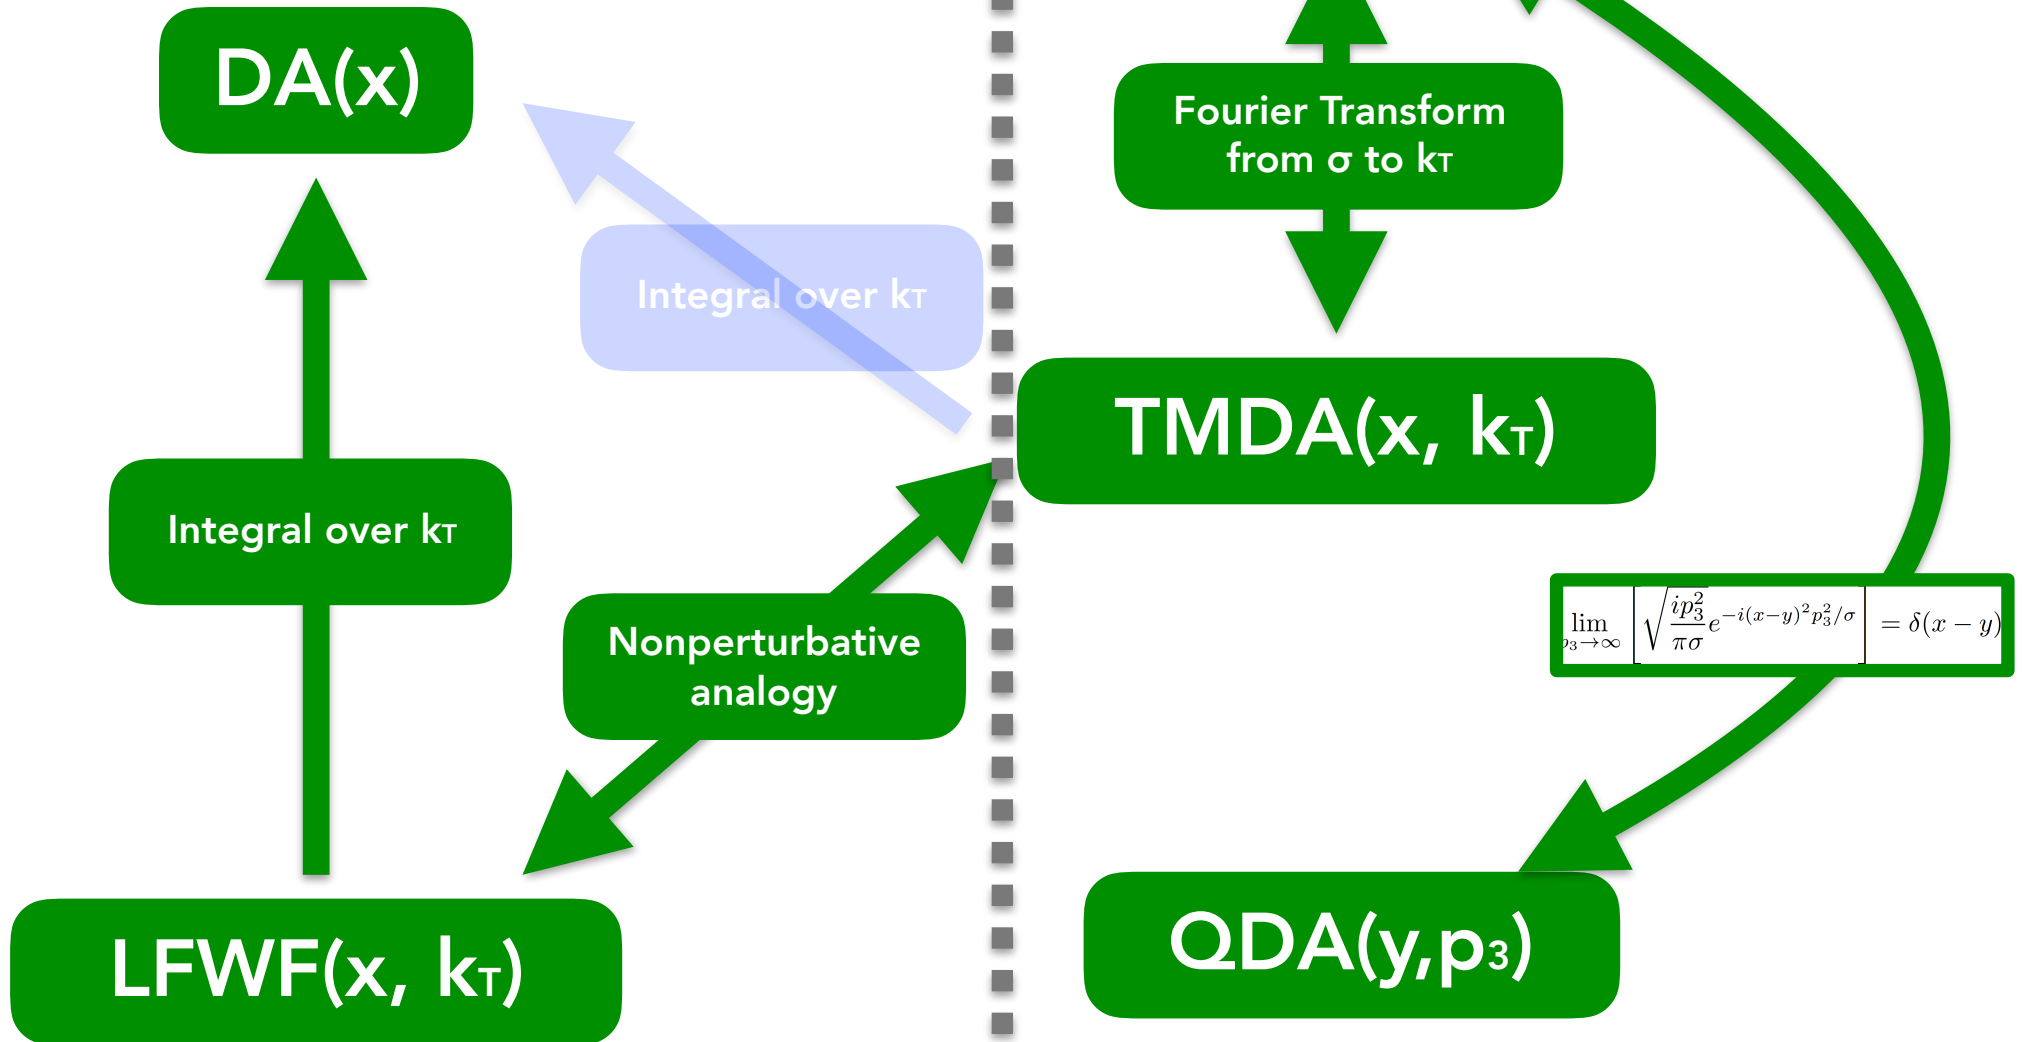 DA(x)
Fourier Transform
from σ to kT
Integral over kT
TMDA(x, kT)
Integral over kT
Nonperturbative
analogy
lim p₃→∞ [√(ip₃²/πσ) e^{−i(x−y)²p₃²/σ}] = δ(x − y)
QDA(y,p₃)
LFWF(x, kT)